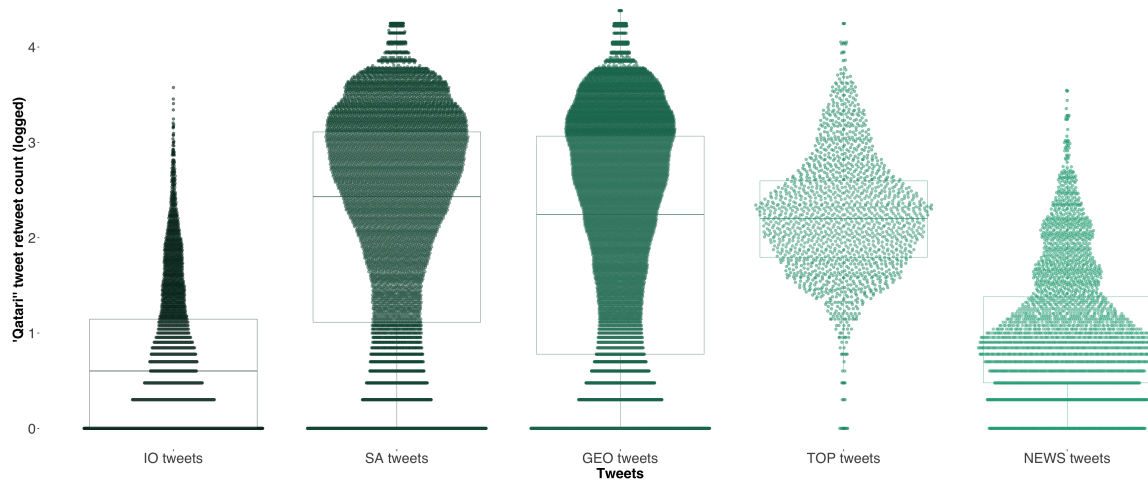 'Qatari" tweet retweet count (logged)
4
3
2
1
0
IO tweets
SA tweets
GEO tweets
TOP tweets
NEWS tweets
Tweets